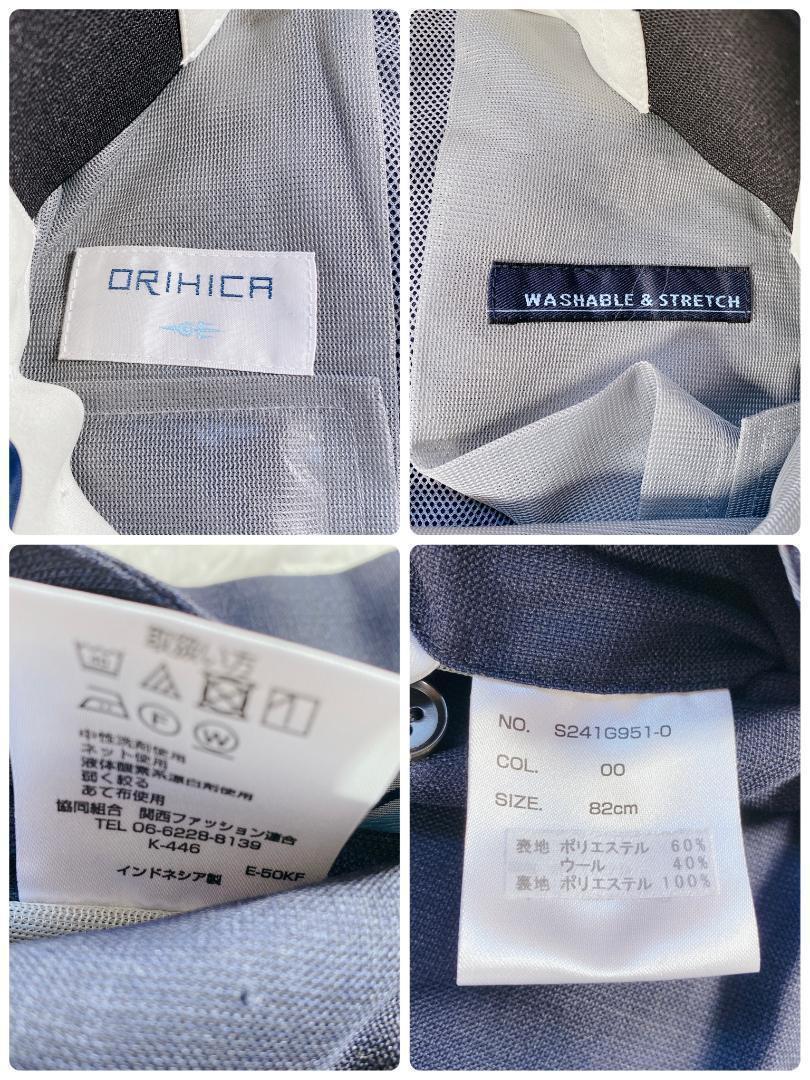 ORIHICA
WASHABLE & STRETCH
取扱い方
F
W
中性洗剤使用
ネット使用
液体酸素系漂白剤使用
弱く絞る
あて布使用
協同組合 関西ファッション連合
TEL 06-6228-8139
K-446
インドネシア製 E-50KF
NO. S241G951-0
COL. 00
SIZE. 82cm
表地 ポリエステル 60%
ウール 40%
裏地 ポリエステル 100%